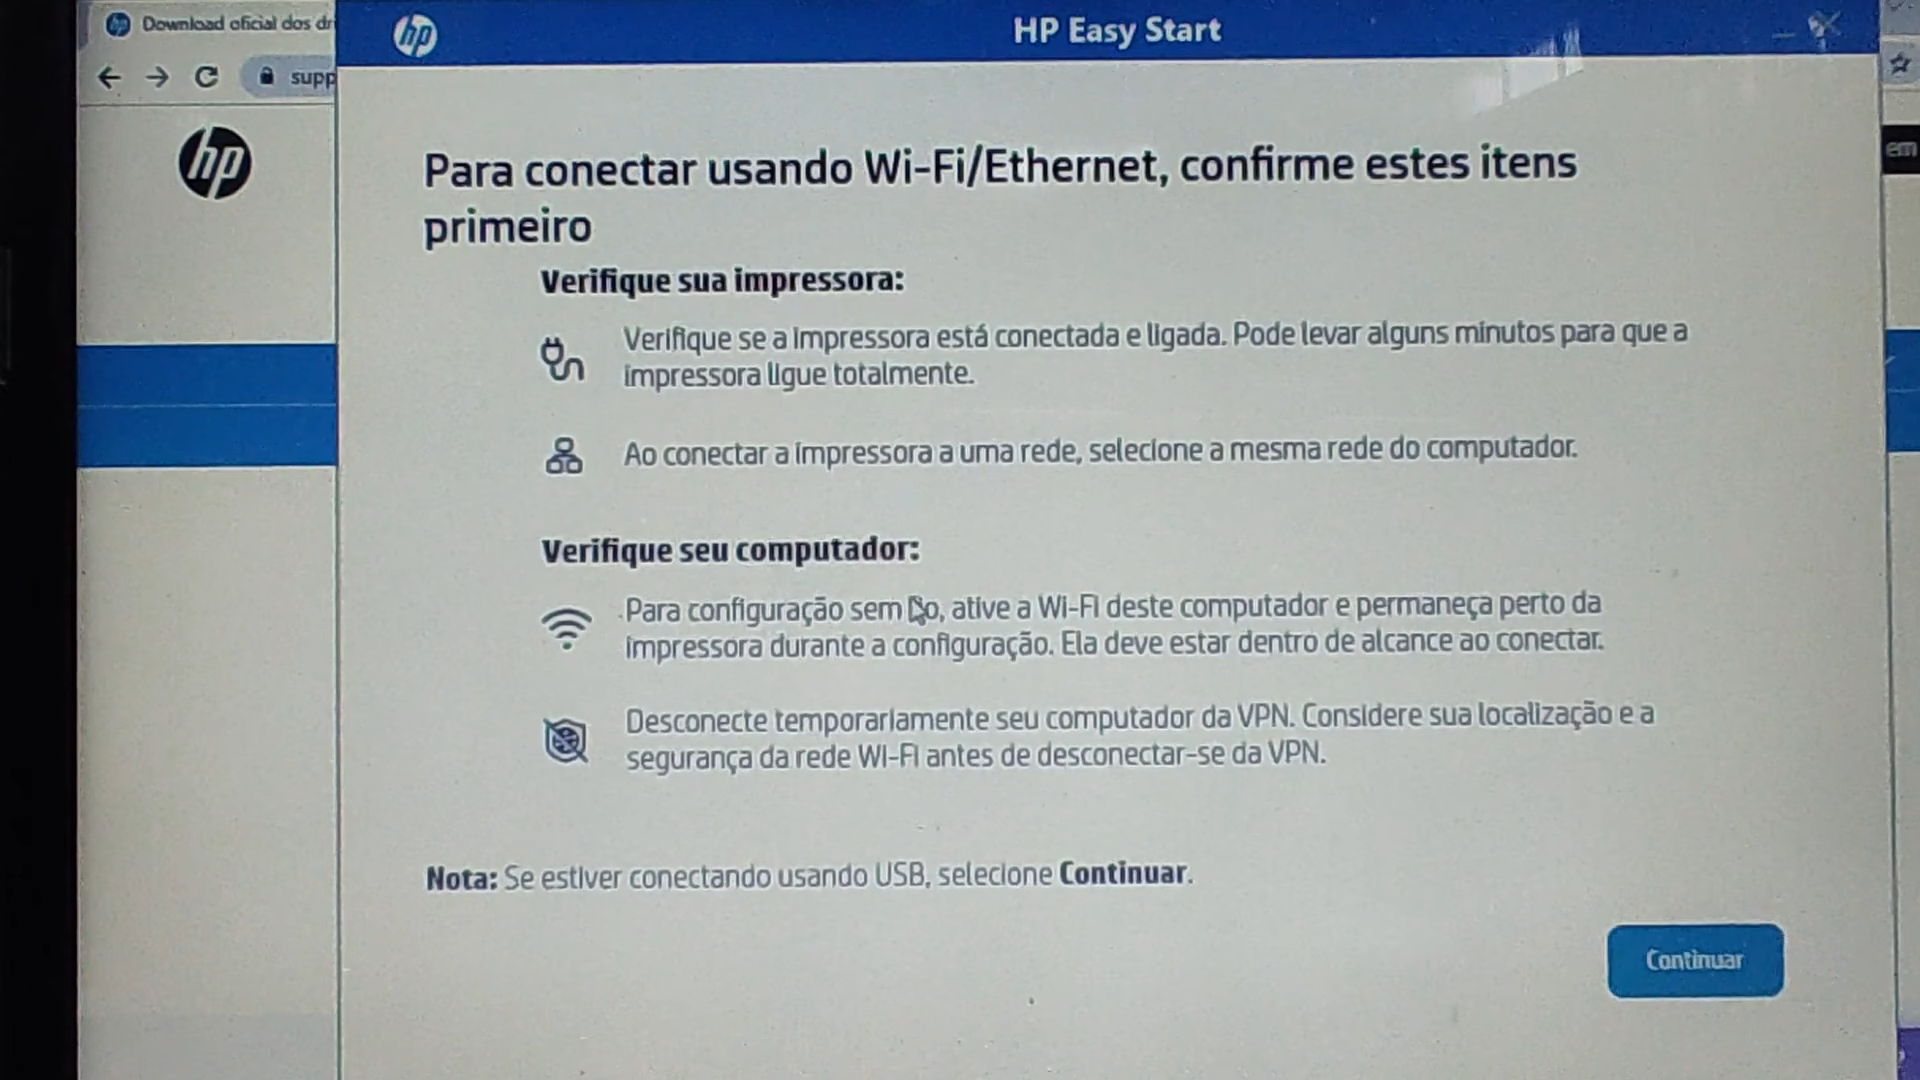 Download oficial dos dri
HP Easy Start
supp
hp
hp
em
Para conectar usando Wi-Fi/Ethernet, confirme estes itens
primeiro
Verifique sua impressora:
Verifique se a impressora está conectada e ligada. Pode levar alguns minutos para que a
impressora ligue totalmente.
Ao conectar a impressora a uma rede, selecione a mesma rede do computador.
Verifique seu computador:
Para configuração sem fio, ative a Wi-Fi deste computador e permaneça perto da
impressora durante a configuração. Ela deve estar dentro de alcance ao conectar.
Desconecte temporariamente seu computador da VPN. Considere sua localização e a
segurança da rede Wi-Fi antes de desconectar-se da VPN.
Nota: Se estiver conectando usando USB, selecione Continuar.
Continuar